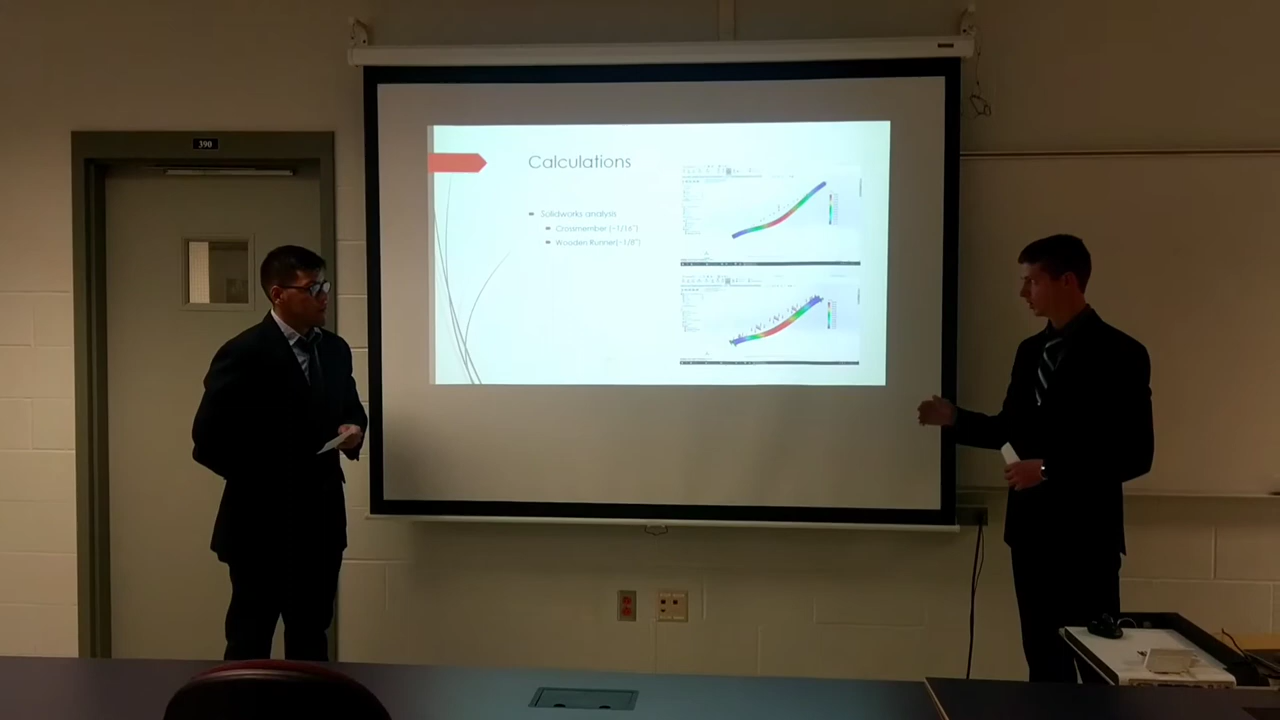 390
Calculations
Solidworks analysis
Crossmember (~1/16")
Wooden Runner(~1/8")